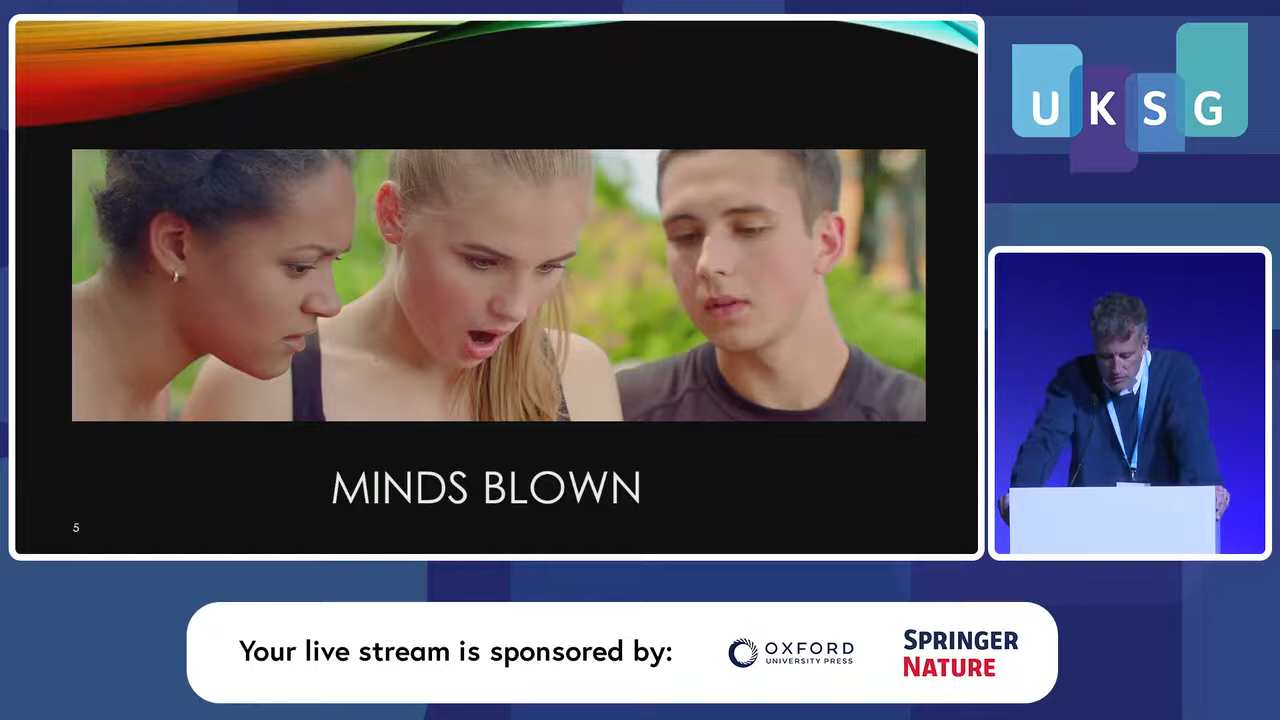 UKSG
MINDS BLOWN
5
Your live stream is sponsored by:
OXFORD
UNIVERSITY PRESS
SPRINGER
NATURE